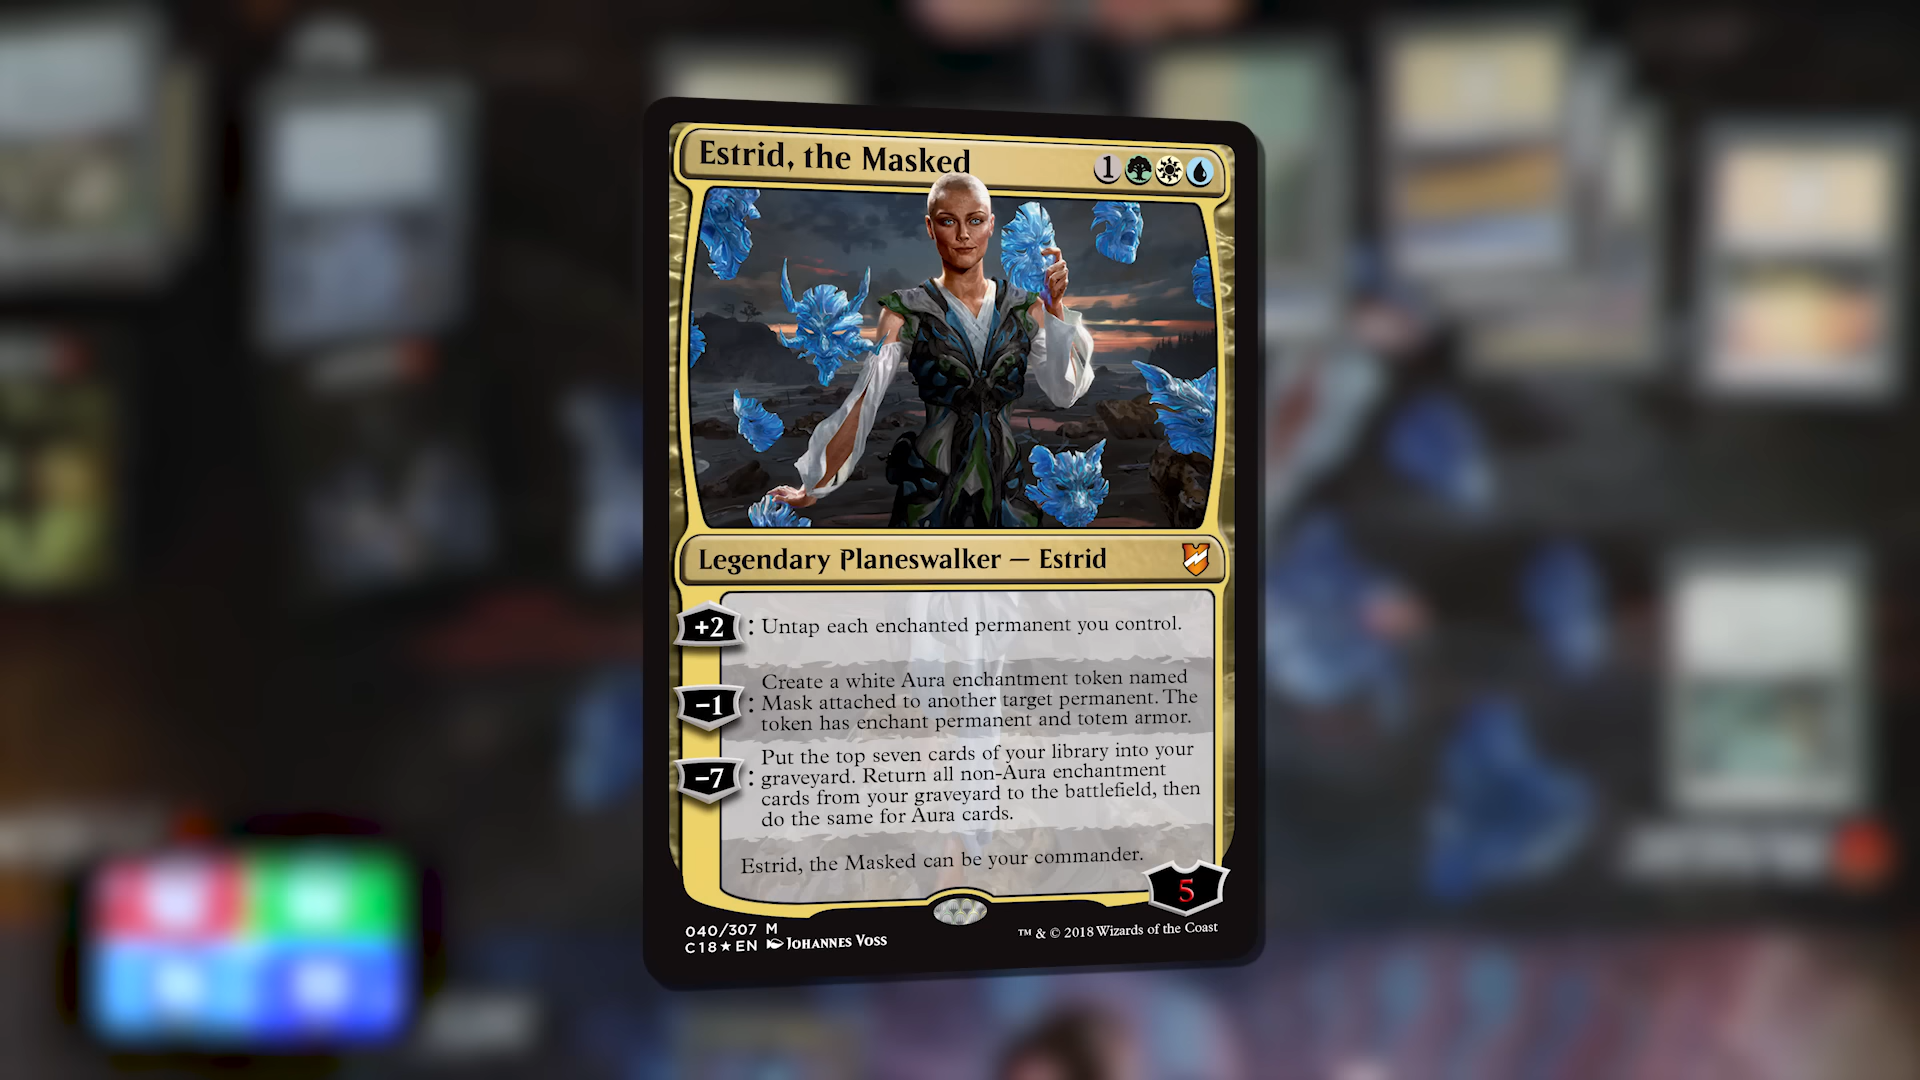 Estrid, the Masked
1
Legendary Planeswalker — Estrid
+2 : Untap each enchanted permanent you control.
Create a white Aura enchantment token named
−1 : Mask attached to another target permanent. The
token has enchant permanent and totem armor.
Put the top seven cards of your library into your
−7 : graveyard. Return all non-Aura enchantment
cards from your graveyard to the battlefield, then
do the same for Aura cards.
Estrid, the Masked can be your commander.
5
040/307 M
C18★EN Johannes Voss
™ & © 2018 Wizards of the Coast